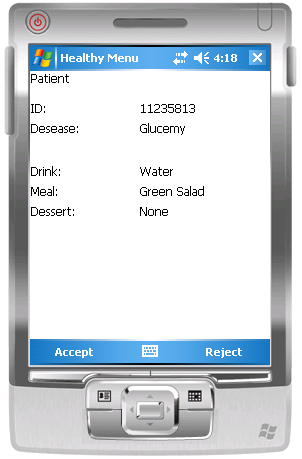 Healthy Menu 4:18
Patient
ID: 11235813
Desease: Glucemy
Drink: Water
Meal: Green Salad
Dessert: None
Accept Reject